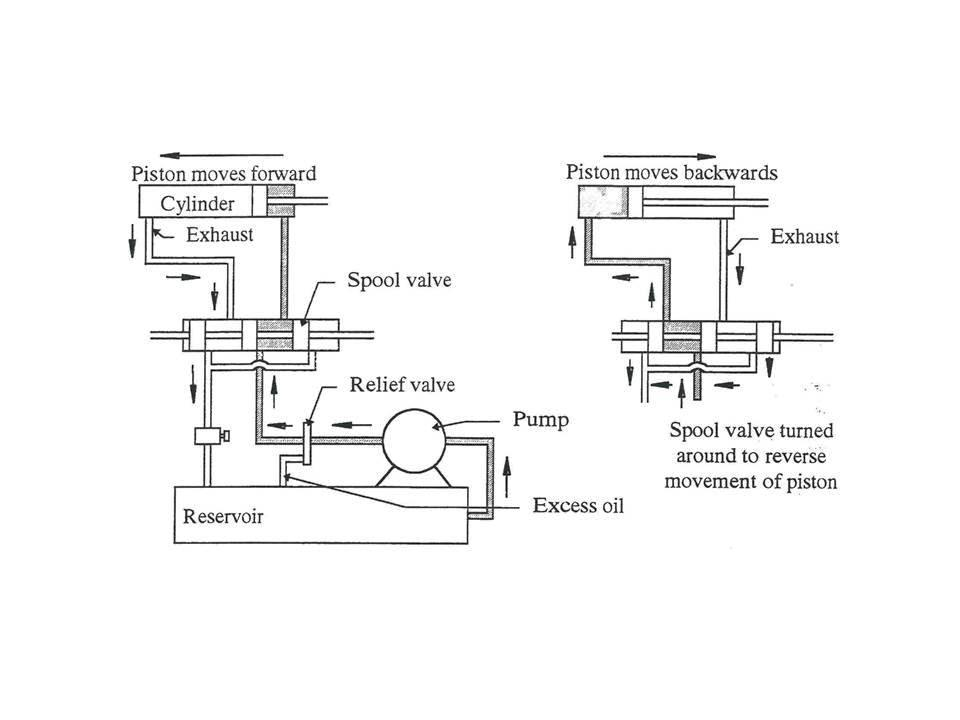 Piston moves forward
Cylinder
Exhaust
Spool valve
Relief valve
Pump
Reservoir
Excess oil
Piston moves backwards
Exhaust
Spool valve turned
around to reverse
movement of piston